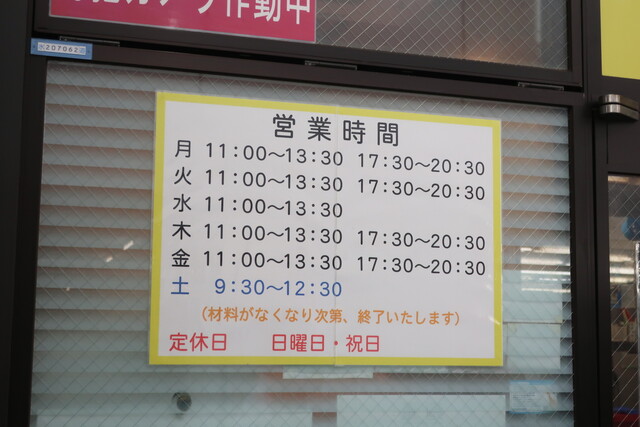 作動中
207062
営業時間
月 11:00～13:30 17:30～20:30
火 11:00～13:30 17:30～20:30
水 11:00～13:30
木 11:00～13:30 17:30～20:30
金 11:00～13:30 17:30～20:30
土 9:30～12:30
（材料がなくなり次第、終了いたします）
定休日 日曜日・祝日